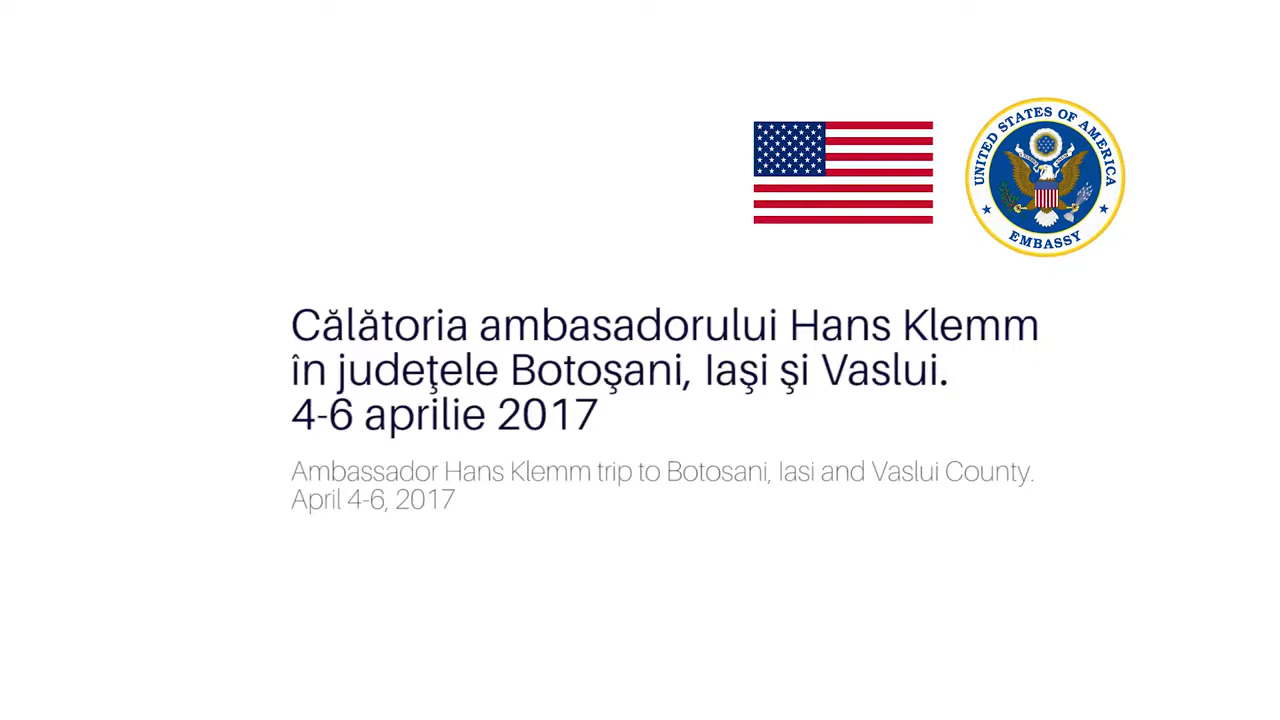 UNITED STATES OF AMERICA
EMBASSY
Călătoria ambasadorului Hans Klemm
în judeţele Botoşani, Iaşi şi Vaslui.
4-6 aprilie 2017
Ambassador Hans Klemm trip to Botosani, Iasi and Vaslui County.
April 4-6, 2017